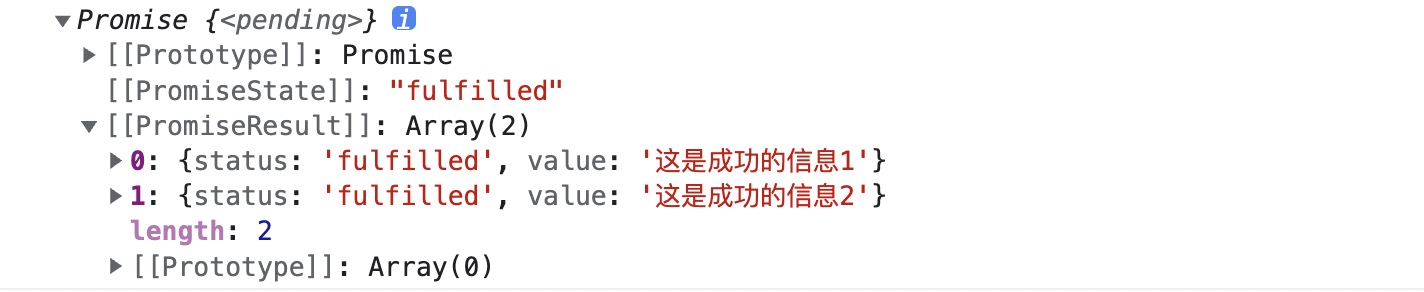 ▼Promise {<pending>} i
▶[[Prototype]]: Promise
[[PromiseState]]: "fulfilled"
▼[[PromiseResult]]: Array(2)
▶0: {status: 'fulfilled', value: '这是成功的信息1'}
▶1: {status: 'fulfilled', value: '这是成功的信息2'}
length: 2
▶[[Prototype]]: Array(0)